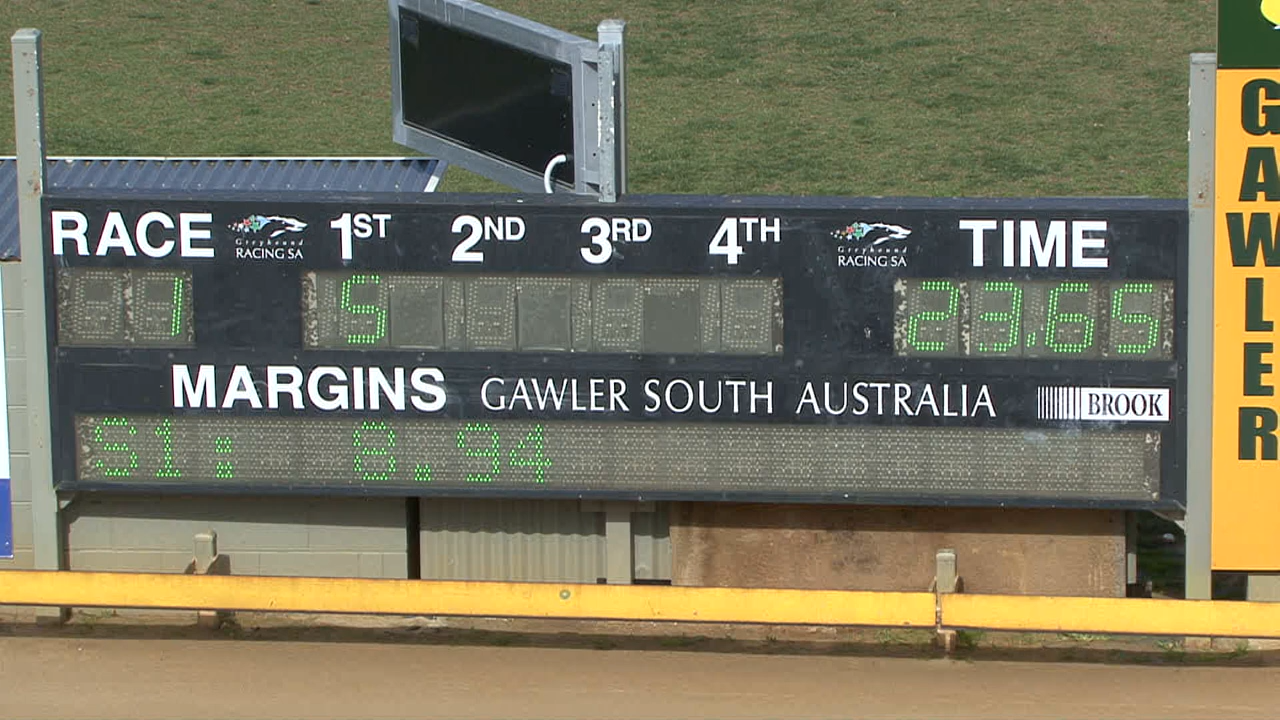 RACE Greyhound RACING SA 1ST 2ND 3RD 4TH Greyhound RACING SA TIME
1 5 23.65
MARGINS GAWLER SOUTH AUSTRALIA BROOK
S1: 8.94
GAWLER